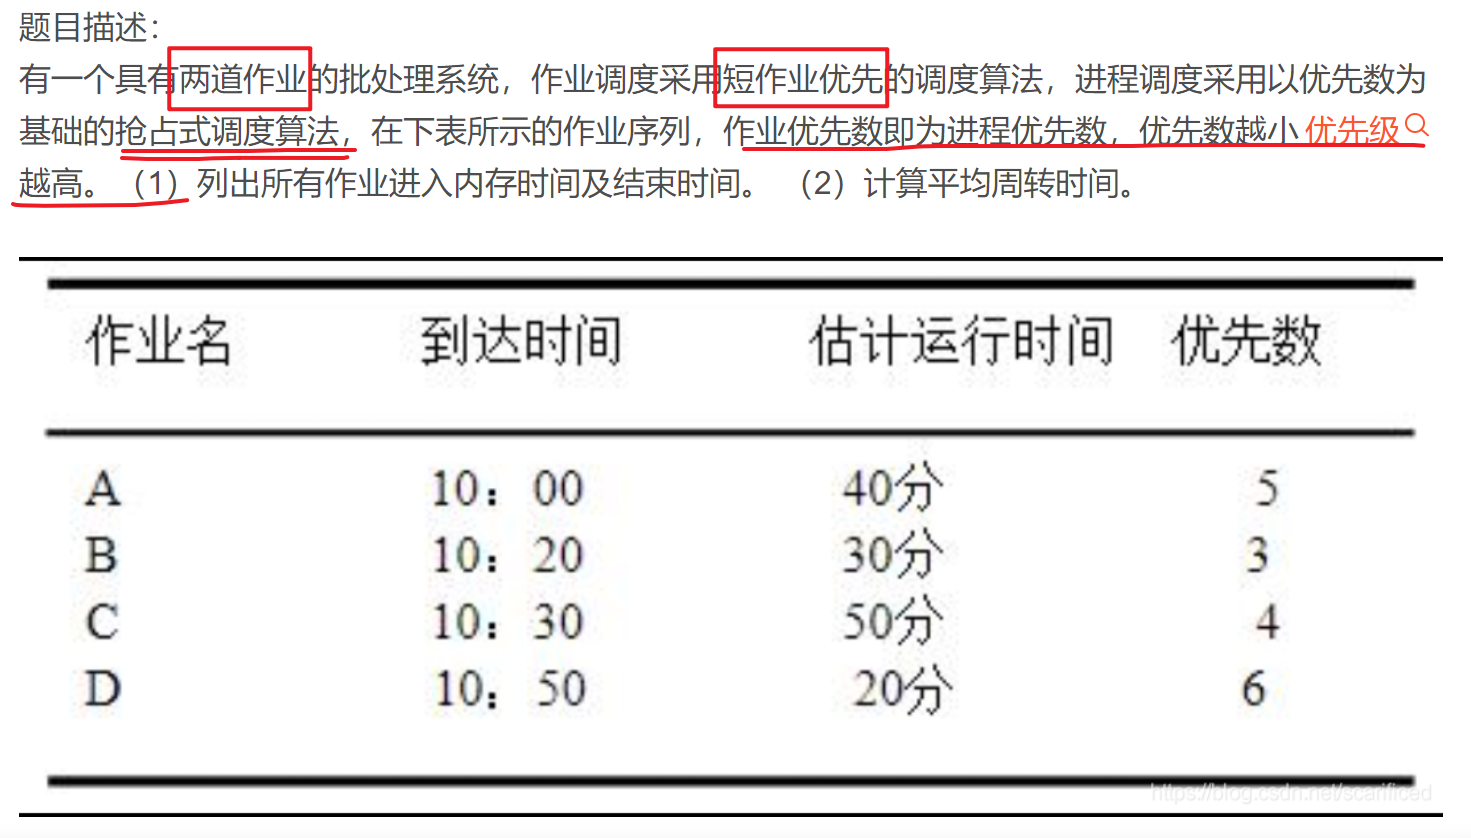 题目描述：
有一个具有两道作业的批处理系统，作业调度采用短作业优先的调度算法，进程调度采用以优先数为
基础的抢占式调度算法，在下表所示的作业序列，作业优先数即为进程优先数，优先数越小优先级
越高。（1）列出所有作业进入内存时间及结束时间。（2）计算平均周转时间。
作业名 到达时间 估计运行时间 优先数
A 10：00 40分 5
B 10：20 30分 3
C 10：30 50分 4
D 10：50 20分 6
https://blog.csdn.net/scarificed